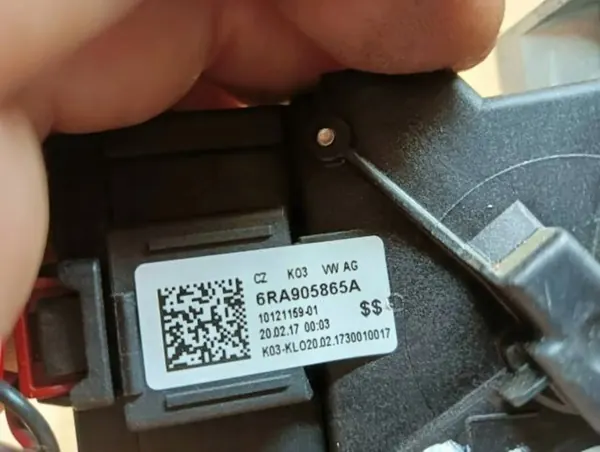 CZ K03 VW AG
6RA905865A
10121159-01 $$
20.02.17 00:03
K03-KLO20.02.1730010017